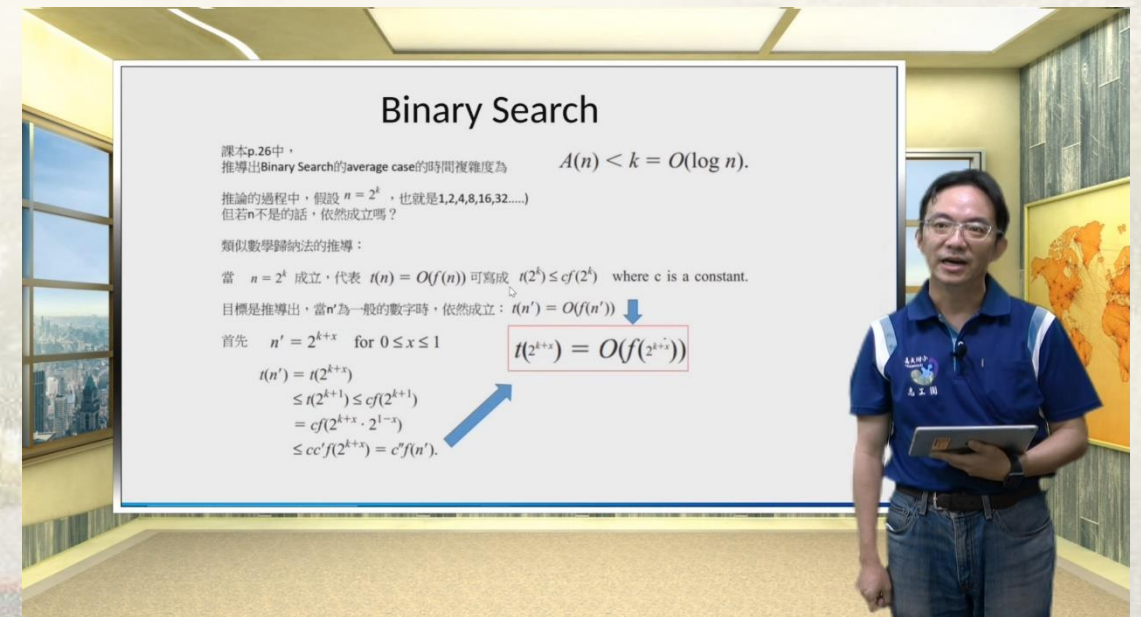 Binary Search
課本p.26中，
推導出Binary Search的average case的時間複雜度為 A(n) < k = O(log n).
推論的過程中，假設 n = 2^k ，也就是1,2,4,8,16,32.....)
但若n不是的話，依然成立嗎？
類似數學歸納法的推導：
當 n = 2^k 成立，代表 t(n) = O(f(n)) 可寫成 t(2^k) ≤ cf(2^k) where c is a constant.
目標是推導出，當n'為一般的數字時，依然成立：t(n') = O(f(n'))
首先 n' = 2^{k+x} for 0 ≤ x ≤ 1
t(2^{k+x}) = O(f(2^{k+x}))
t(n') = t(2^{k+x})
≤ t(2^{k+1}) ≤ cf(2^{k+1})
= cf(2^{k+x} · 2^{1−x})
≤ cc'f(2^{k+x}) = c''f(n').
志工團